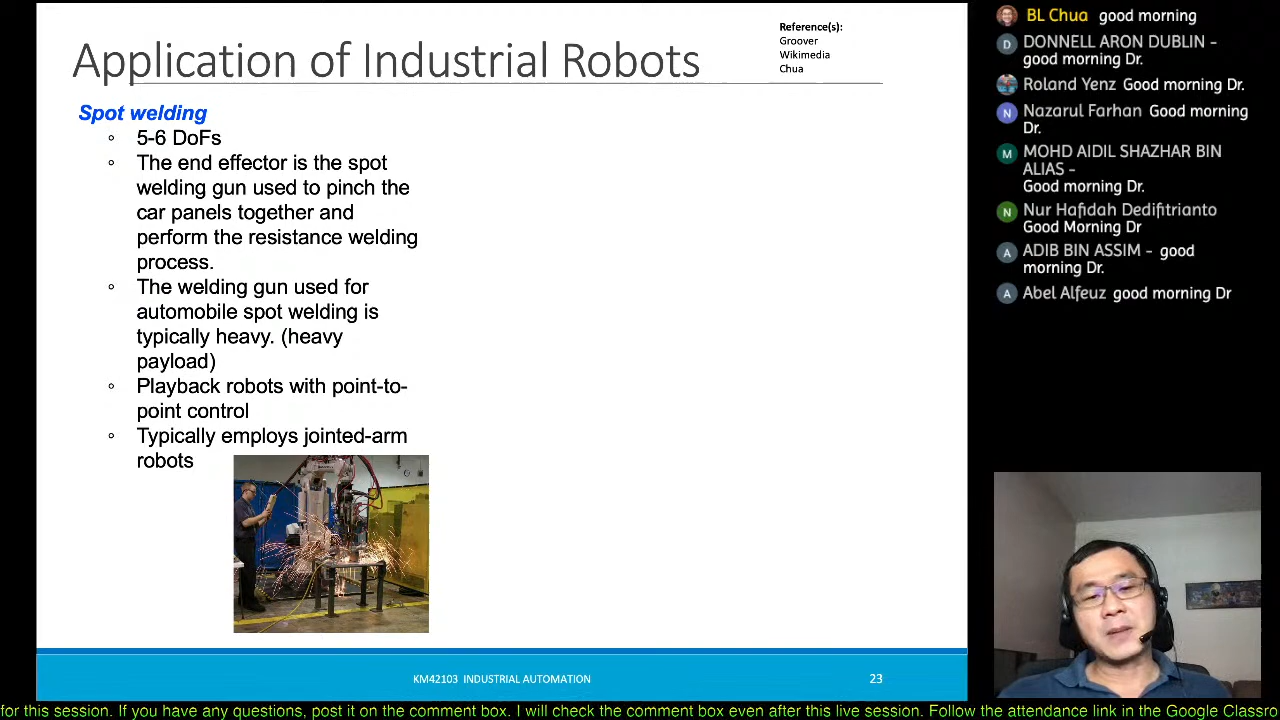 Application of Industrial Robots
Reference(s):
Groover
Wikimedia
Chua
Spot welding
◦ 5-6 DoFs
◦ The end effector is the spot
welding gun used to pinch the
car panels together and
perform the resistance welding
process.
◦ The welding gun used for
automobile spot welding is
typically heavy. (heavy
payload)
◦ Playback robots with point-to-
point control
◦ Typically employs jointed-arm
robots
KM42103 INDUSTRIAL AUTOMATION
23
BL Chua good morning
D DONNELL ARON DUBLIN -
good morning Dr.
Roland Yenz Good morning Dr.
N Nazarul Farhan Good morning
Dr.
M MOHD AIDIL SHAZHAR BIN
ALIAS -
Good morning Dr.
N Nur Hafidah Dedifitrianto
Good Morning Dr
A ADIB BIN ASSIM - good
morning Dr.
A Abel Alfeuz good morning Dr
for this session. If you have any questions, post it on the comment box. I will check the comment box even after this live session. Follow the attendance link in the Google Classro